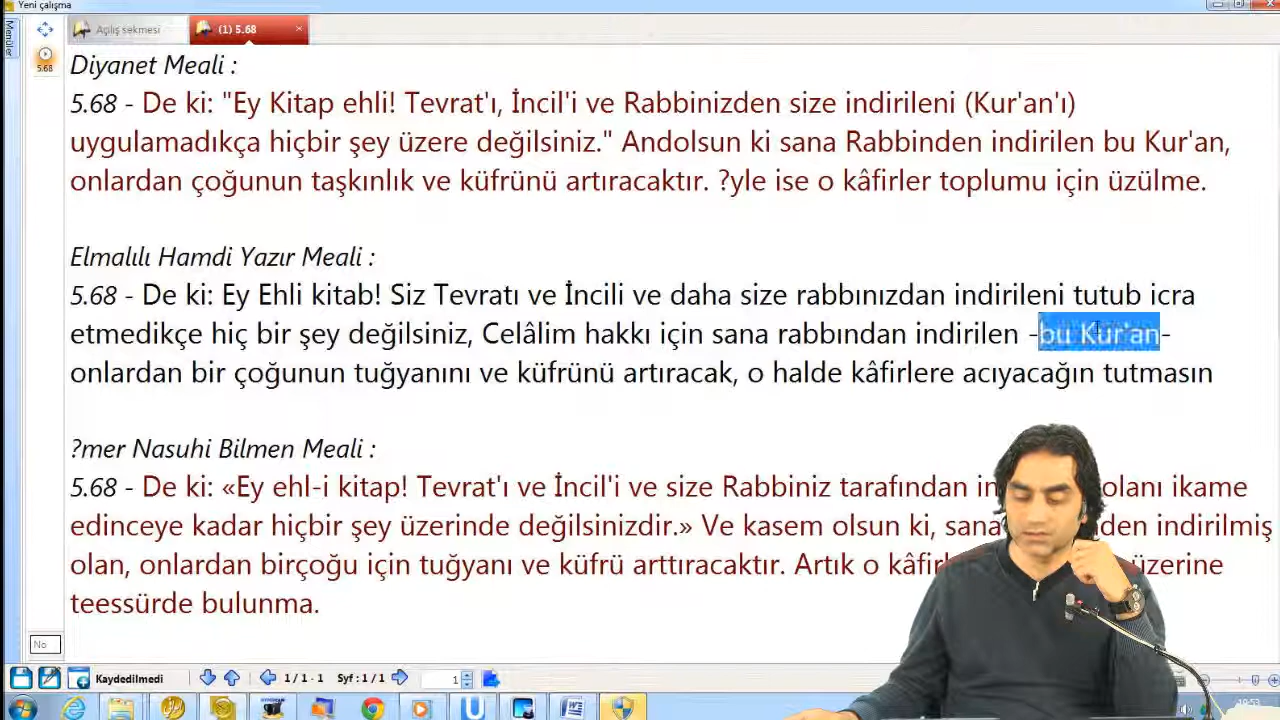 Yeni çalışma
Menüler
Açılış sekmesi
(1) 5.68
5.68
Diyanet Meali :
5.68 - De ki: "Ey Kitap ehli! Tevrat'ı, İncil'i ve Rabbinizden size indirileni (Kur'an'ı)
uygulamadıkça hiçbir şey üzere değilsiniz." Andolsun ki sana Rabbinden indirilen bu Kur'an,
onlardan çoğunun taşkınlık ve küfrünü artıracaktır. ?yle ise o kâfirler toplumu için üzülme.
Elmalılı Hamdi Yazır Meali :
5.68 - De ki: Ey Ehli kitab! Siz Tevratı ve İncili ve daha size rabbınızdan indirileni tutub icra
etmedikçe hiç bir şey değilsiniz, Celâlim hakkı için sana rabbından indirilen -bu Kur'an-
onlardan bir çoğunun tuğyanını ve küfrünü artıracak, o halde kâfirlere acıyacağın tutmasın
?mer Nasuhi Bilmen Meali :
5.68 - De ki: «Ey ehl-i kitap! Tevrat'ı ve İncil'i ve size Rabbiniz tarafından in olanı ikame
edinceye kadar hiçbir şey üzerinde değilsinizdir.» Ve kasem olsun ki, sana den indirilmiş
olan, onlardan birçoğu için tuğyanı ve küfrü arttıracaktır. Artık o kâfi üzerine
teessürde bulunma.
No
Kaydedilmedi
1 / 1 · 1
Syf : 1 / 1
1